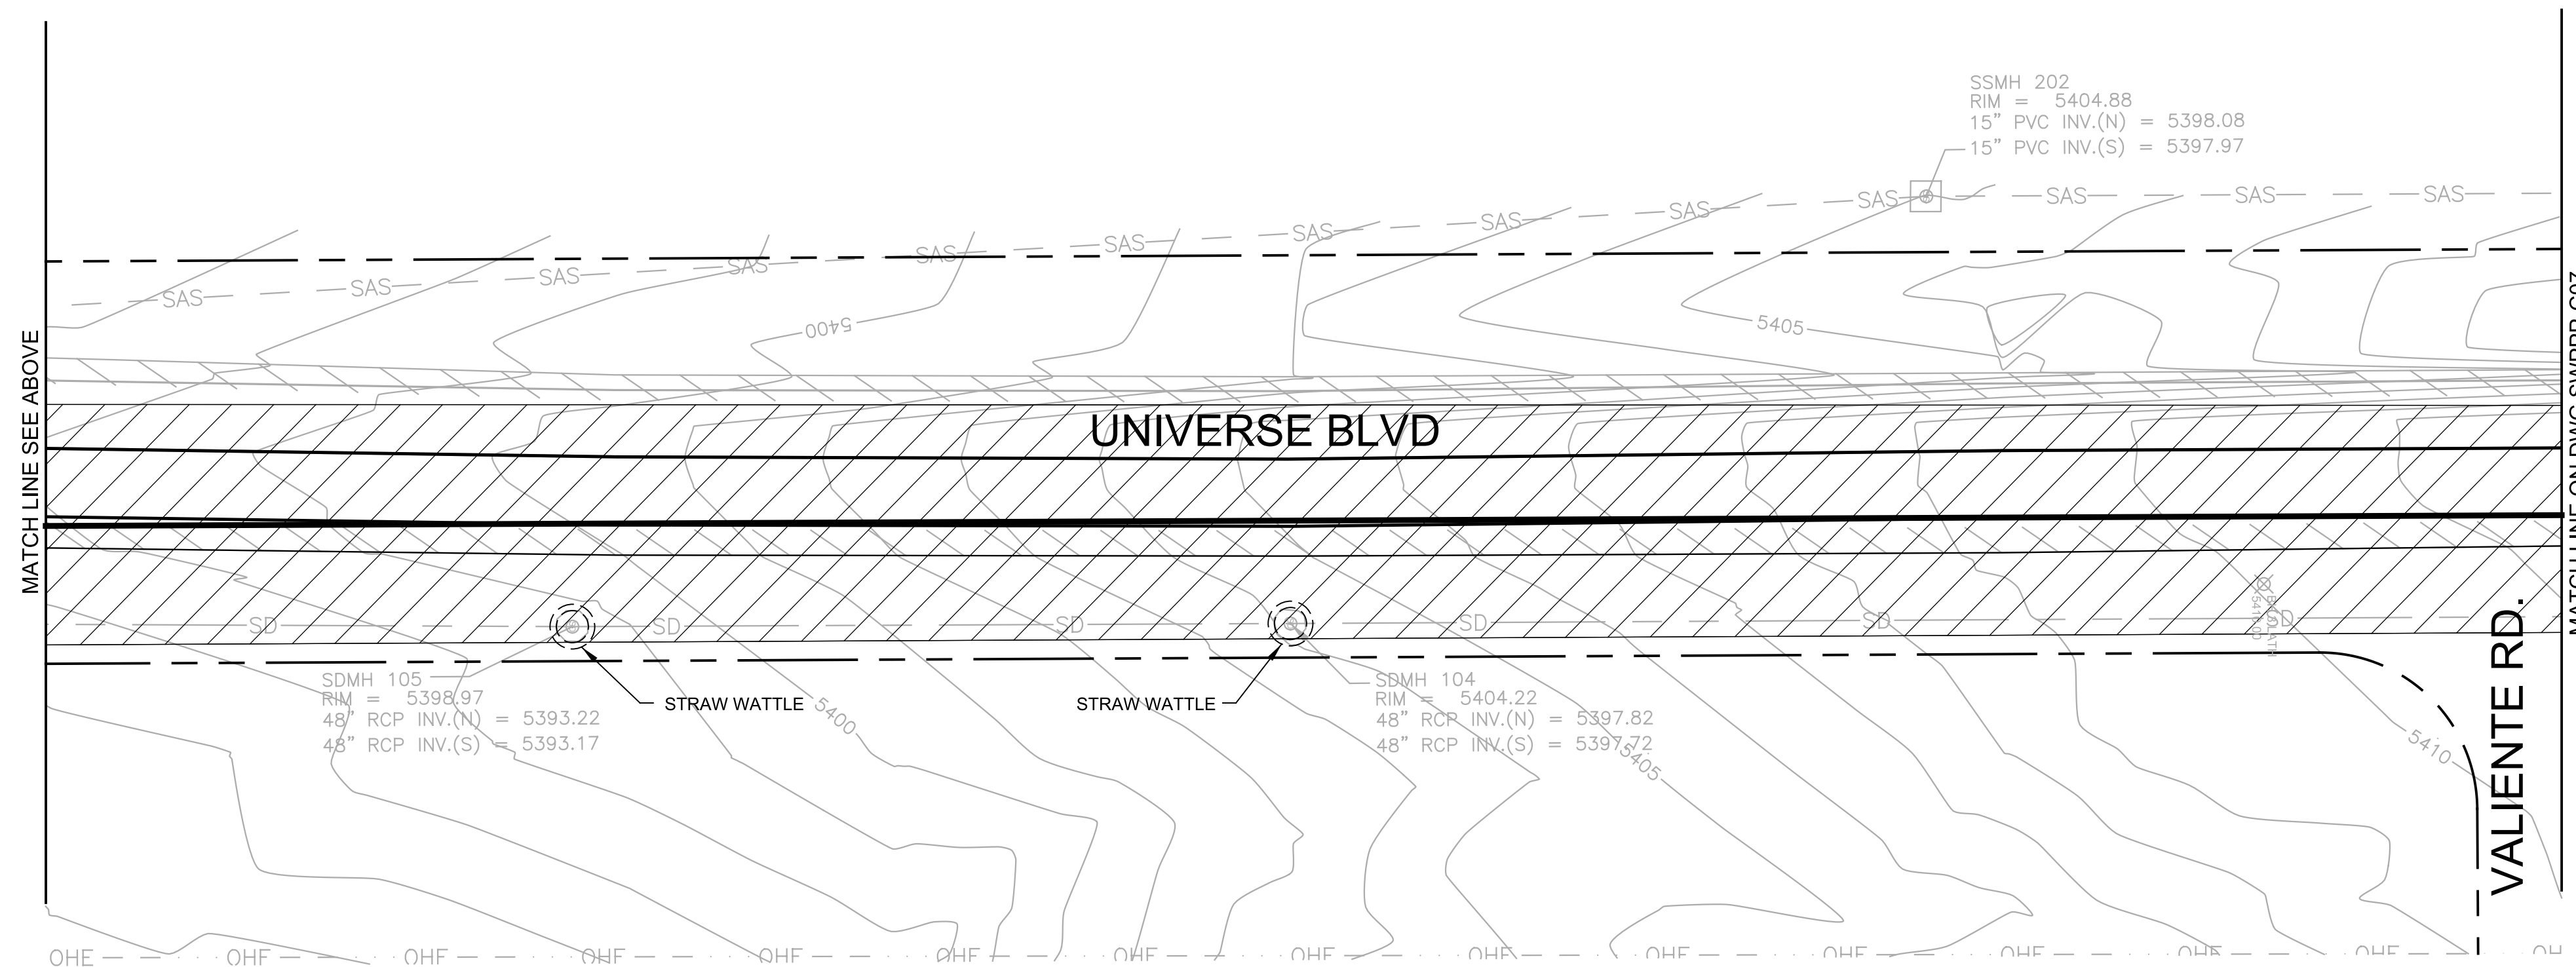 SSMH 202
RIM = 5404.88
15" PVC INV.(N) = 5398.08
15" PVC INV.(S) = 5397.97
SAS SAS SAS SAS SAS SAS SAS SAS SAS SAS SAS SAS SAS
5400
5405
MATCH LINE SEE ABOVE
UNIVERSE BLVD
SD SD SD SD SD SD
SDMH 105
RIM = 5398.97
48" RCP INV.(N) = 5393.22
48" RCP INV.(S) = 5393.17
STRAW WATTLE
5400
STRAW WATTLE
SDMH 104
RIM = 5404.22
48" RCP INV.(N) = 5397.82
48" RCP INV.(S) = 5397.72
5405
5410
VALIENTE RD.
OHE OHE OHE OHE OHE OHE OHE OHE OHE OHE OHE OHE OHE OHE